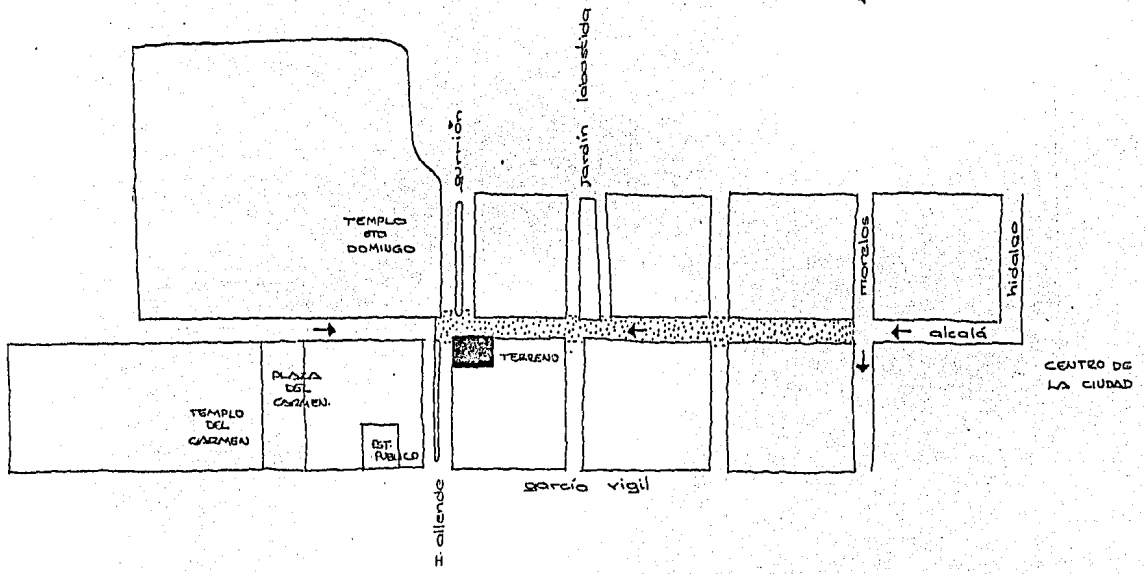 jardín labastida
gurrión
TEMPLO
STO
DOMINGO
morelos
hidalgo
alcalá
TERRENO
CENTRO DE
LA CIUDAD
PLAZA
DEL
CARMEN.
TEMPLO
DEL
CARMEN
EST.
PUBLICO
garcía vigil
H. allende